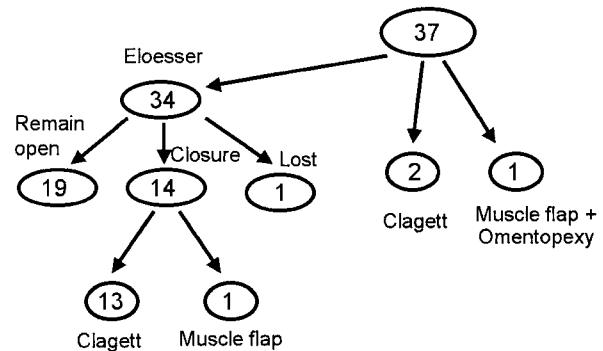 37
Eloesser
34
Remain
open
Closure
Lost
19
14
1
2
1
Clagett
Muscle flap +
Omentopexy
13
1
Clagett
Muscle flap